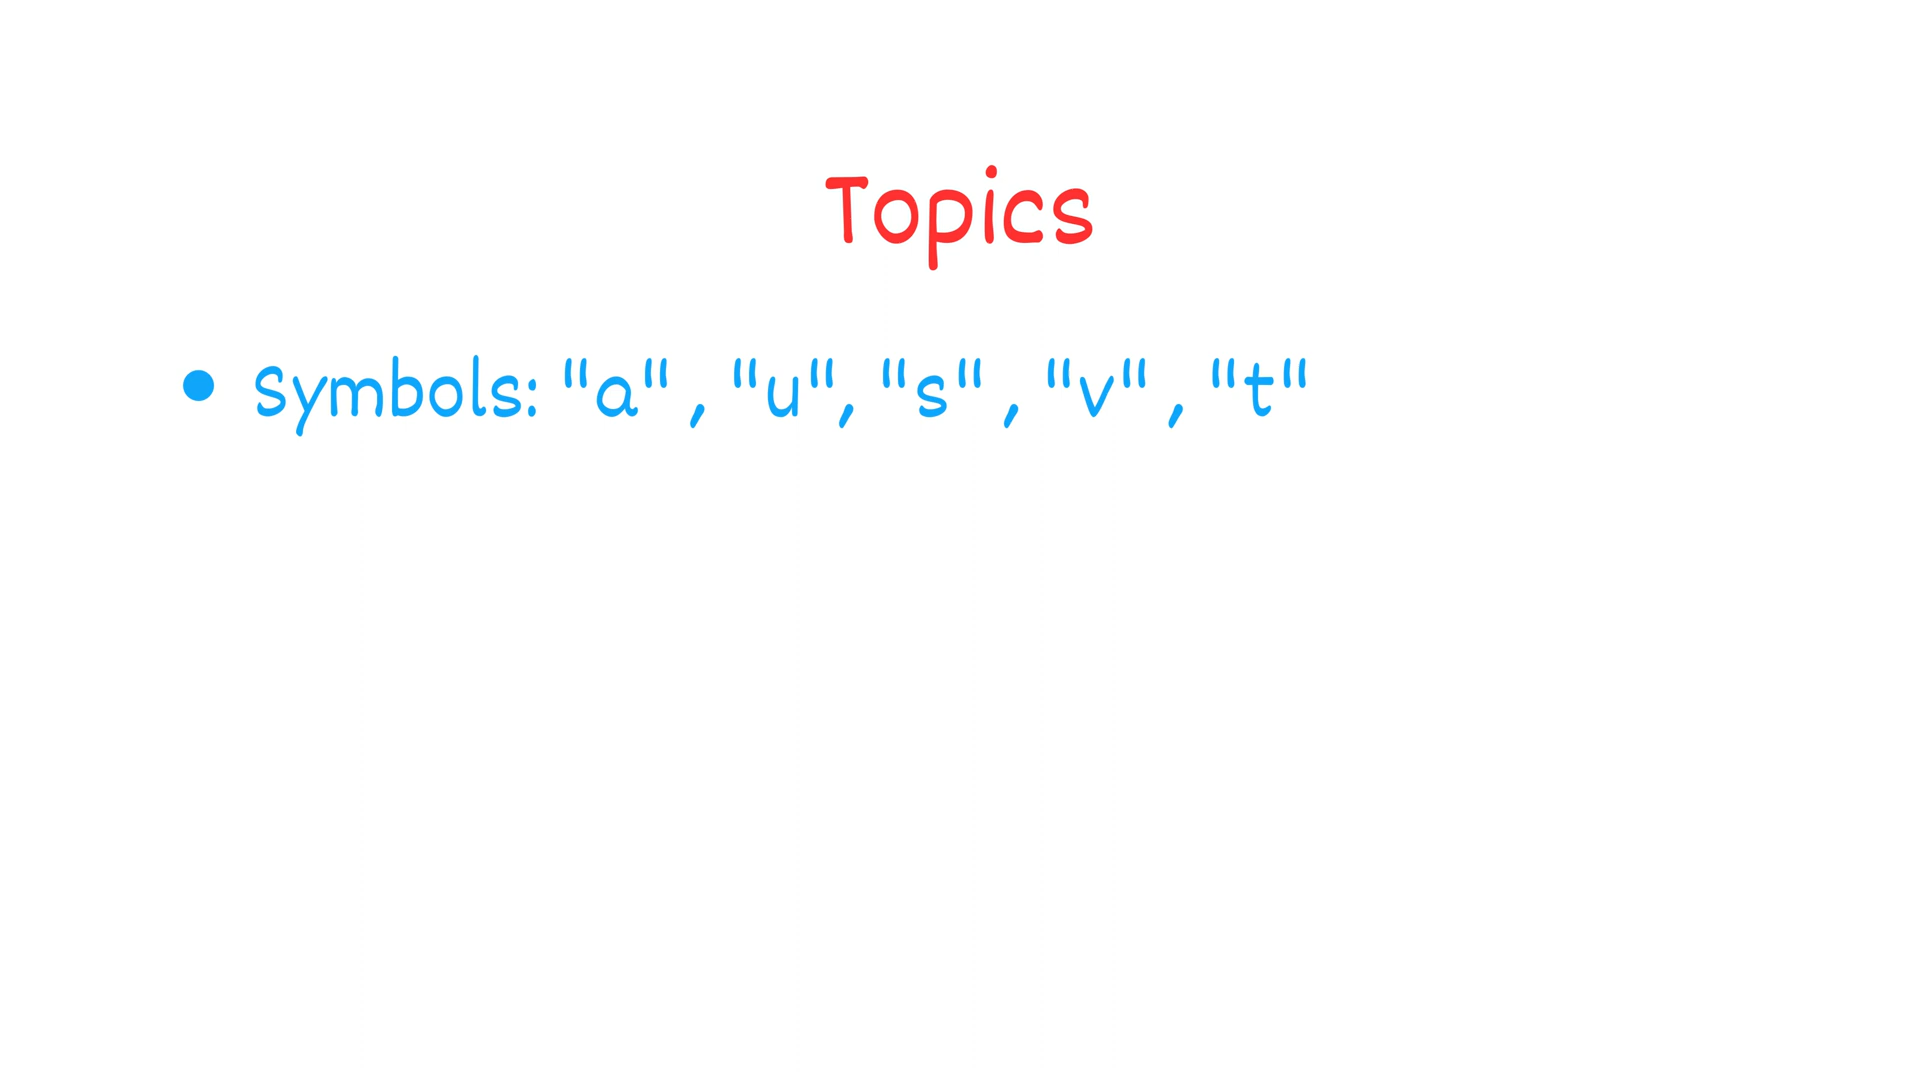 Topics
• Symbols: "a" , "u", "s" , "v" , "t"